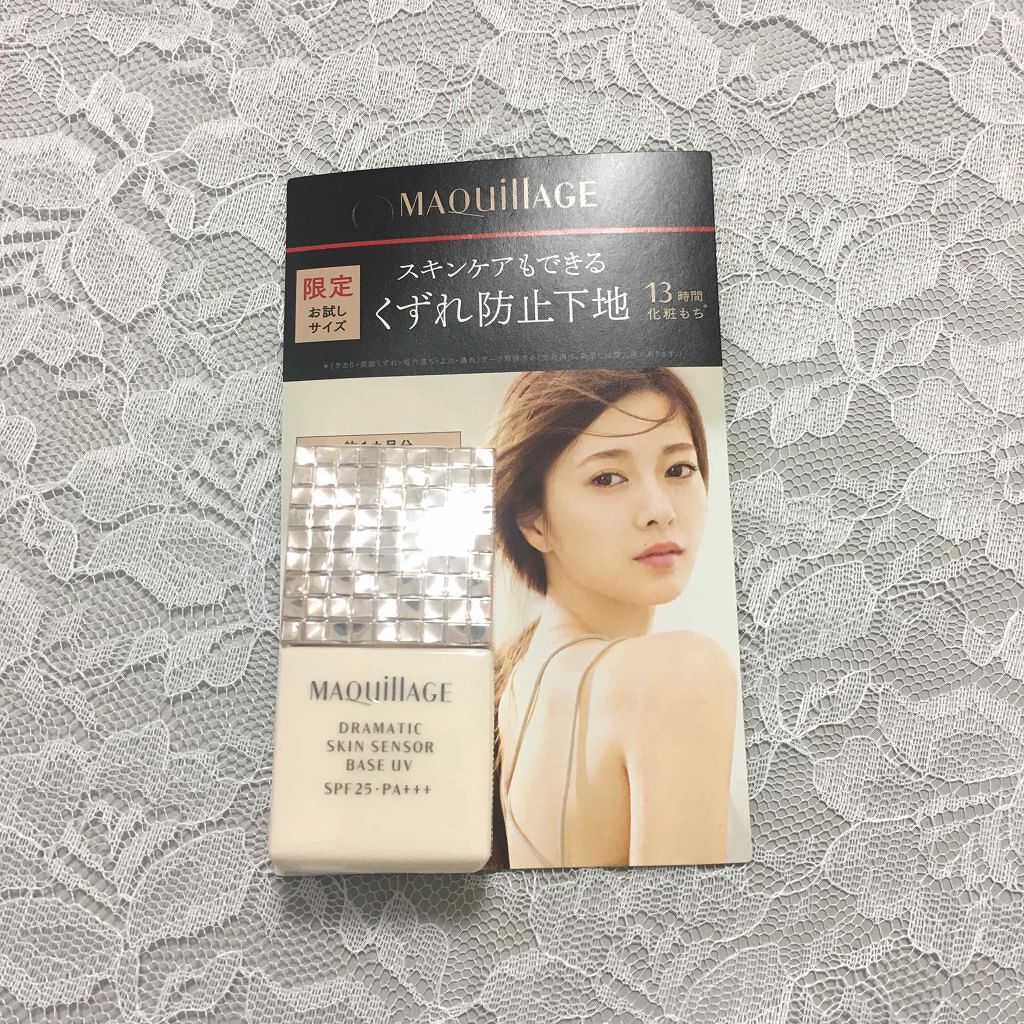 MAQuillAGE
スキンケアもできる
くずれ防止下地
限定
お試し
サイズ
13時間
化粧もち*
MAQuillAGE
DRAMATIC
SKIN SENSOR
BASE UV
SPF25・PA+++